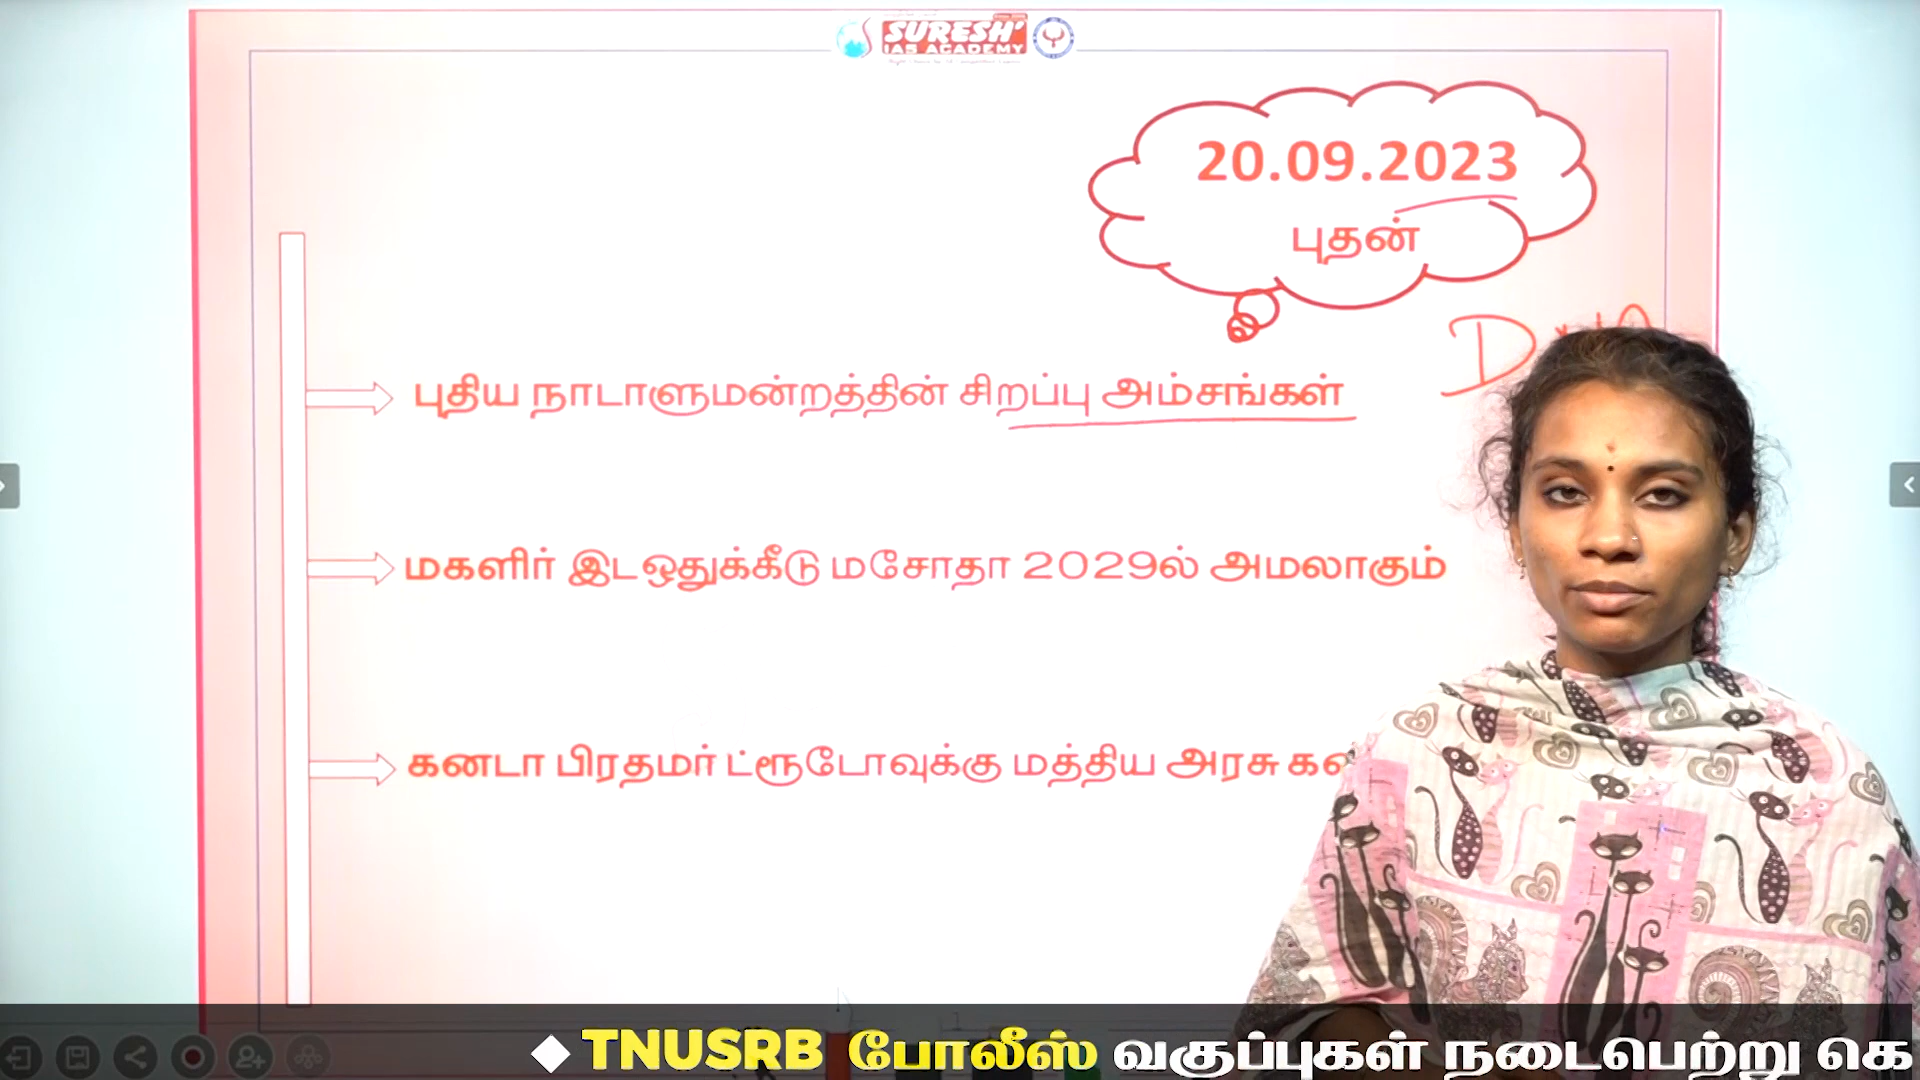 SURESH'
IAS ACADEMY
20.09.2023
புதன்
புதிய நாடாளுமன்றத்தின் சிறப்பு அம்சங்கள்
மகளிர் இடஒதுக்கீடு மசோதா 2029ல் அமலாகும்
கனடா பிரதமர் ட்ரூடோவுக்கு மத்திய அரசு
TNUSRB போலீஸ் வகுப்புகள் நடைபெற்று கெ